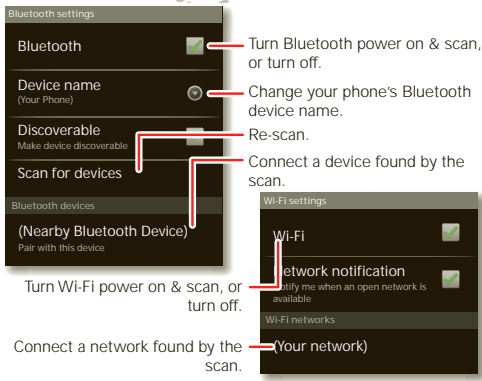 Bluetooth settings
Bluetooth
Turn Bluetooth power on & scan,
or turn off.
Device name
(Your Phone)
Change your phone's Bluetooth
device name.
Discoverable
Make device discoverable
Re-scan.
Scan for devices
Connect a device found by the
scan.
Bluetooth devices
(Nearby Bluetooth Device)
Pair with this device
Wi-Fi settings
Wi-Fi
Turn Wi-Fi power on & scan, or
turn off.
Network notification
Notify me when an open network is
available
Wi-Fi networks
(Your network)
Connect a network found by the
scan.